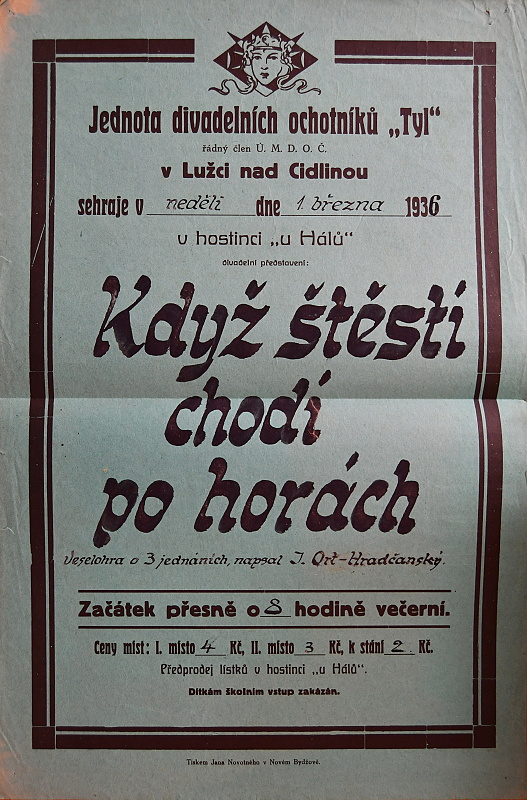 Jednota divadelních ochotníků „Tyl“
řádný člen Ú. M. D. O. Č.
v Lužci nad Cidlinou
sehraje v neděli dne 1. března 1936
v hostinci „u Hálů“
divadelní představení:
Když štěstí
chodí
po horách
Veselohra o 3 jednáních, napsal J. Ort-Hradčanský.
Začátek přesně o 8 hodině večerní.
Ceny míst: I. místo 4 Kč, II. místo 3 Kč, k stání 2 Kč.
Předprodej lístků v hostinci „u Hálů“.
Dítkám školním vstup zakázán.
Tiskem Jana Novotného v Novém Bydžově.